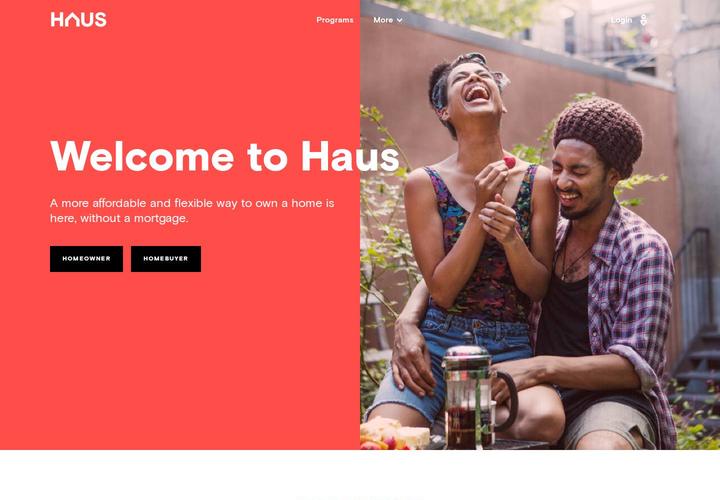 HAUS
Programs
More
Login
Welcome to Haus
A more affordable and flexible way to own a home is
here, without a mortgage.
HOMEOWNER
HOMEBUYER